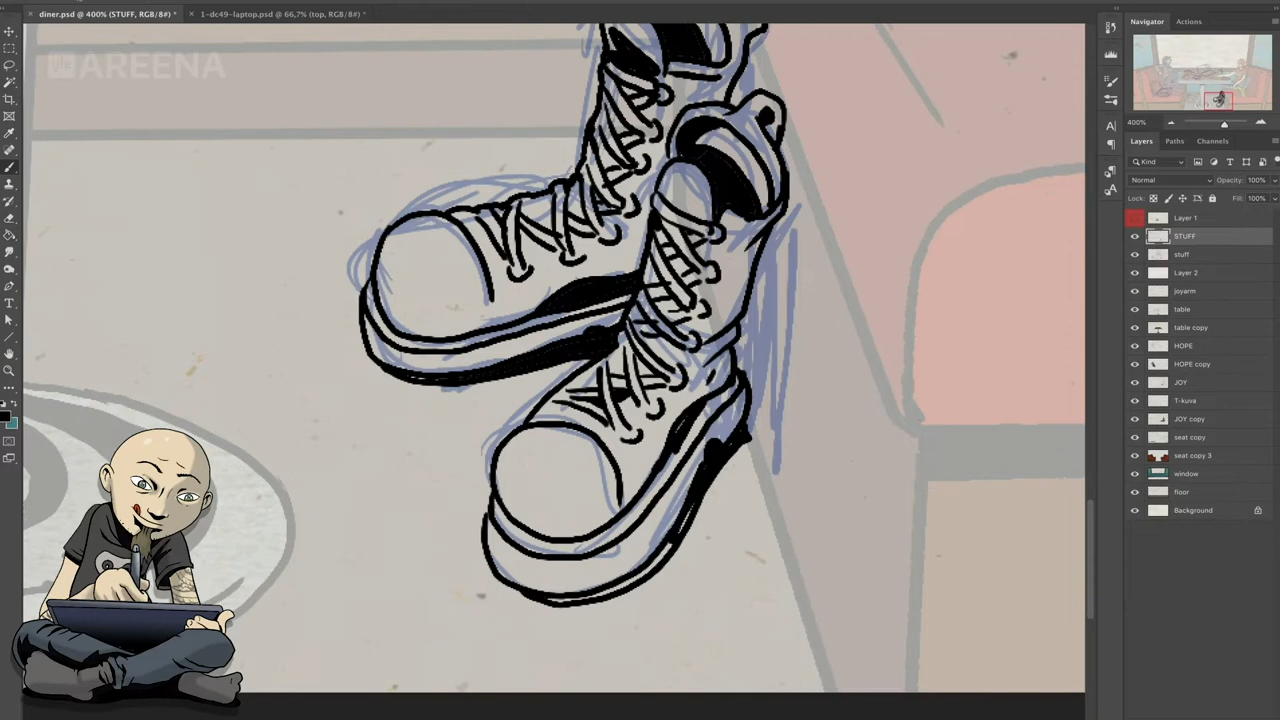 diner.psd @ 400% (STUFF, RGB/8#) *
1-dc49-laptop.psd @ 66,7% (top, RGB/8#) *
yle AREENA
Navigator
Actions
400%
Layers
Paths
Channels
Kind
Normal
Opacity: 100%
Lock:
Fill: 100%
Layer 1
STUFF
stuff
Layer 2
joyarm
table
table copy
HOPE
HOPE copy
JOY
T-kuva
JOY copy
seat copy
seat copy 3
window
floor
Background